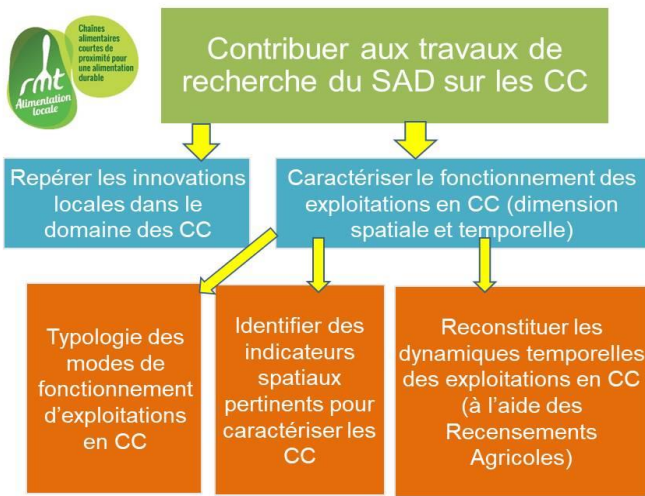 Chaînes
alimentaires
courtes de
proximité pour
une alimentation
durable
rmt
Alimentation
locale
Contribuer aux travaux de
recherche du SAD sur les CC
Repérer les innovations
locales dans le
domaine des CC
Caractériser le fonctionnement des
exploitations en CC (dimension
spatiale et temporelle)
Typologie des
modes de
fonctionnement
d’exploitations
en CC
Identifier des
indicateurs
spatiaux
pertinents pour
caractériser les
CC
Reconstituer les
dynamiques temporelles
des exploitations en CC
(à l’aide des
Recensements
Agricoles)